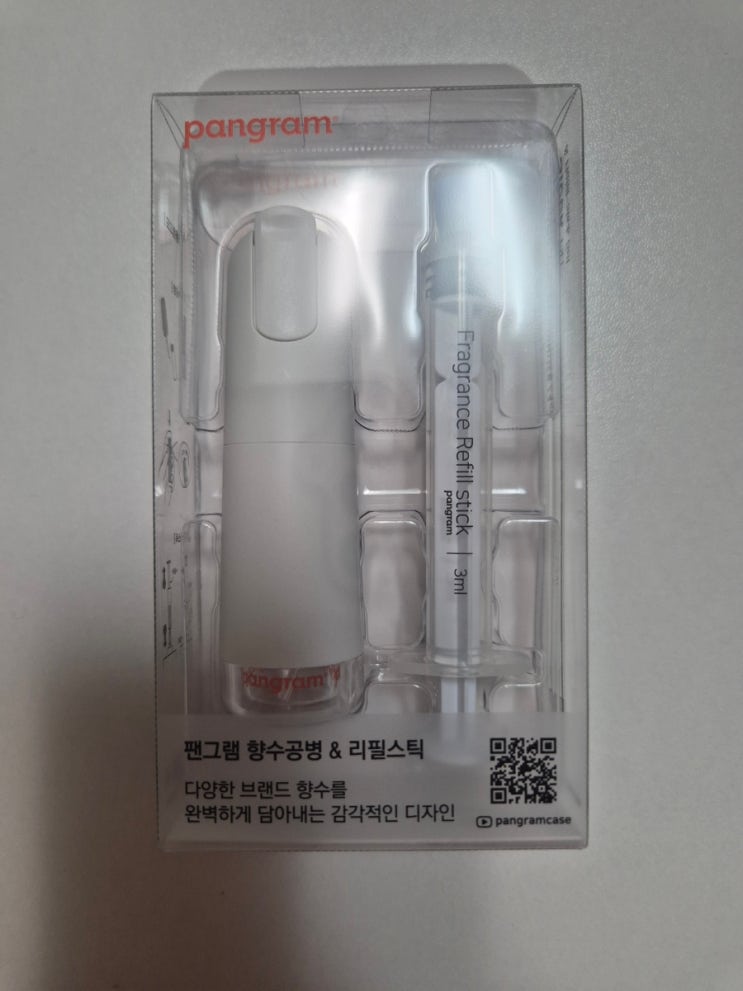 pangram
Fragrance Refill stick | 3ml
pangram
pangram
팬그램 향수공병 & 리필스틱
다양한 브랜드 향수를
완벽하게 담아내는 감각적인 디자인
pangramcase